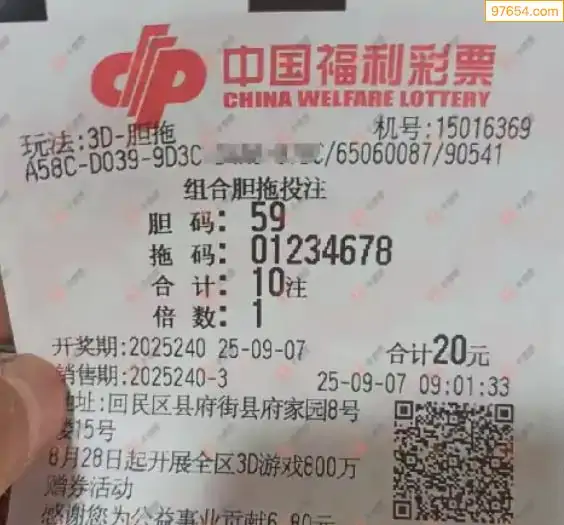 97654.com
中国福利彩票
CHINA WELFARE LOTTERY
玩法:3D-胆拖 机号:15016369
A58C-D039-9D3C C/65060087/90541
组合胆拖投注
胆 码: 59
拖 码: 01234678
合 计: 10注
倍 数: 1
开奖期:2025240 25-09-07 合计20元
销售期:2025240-3 25-09-07 09:01:33
地址:回民区县府街县府家园8号
楼15号
8月28日起开展全区3D游戏800万
赠券活动
感谢您为公益事业贡献6.80元